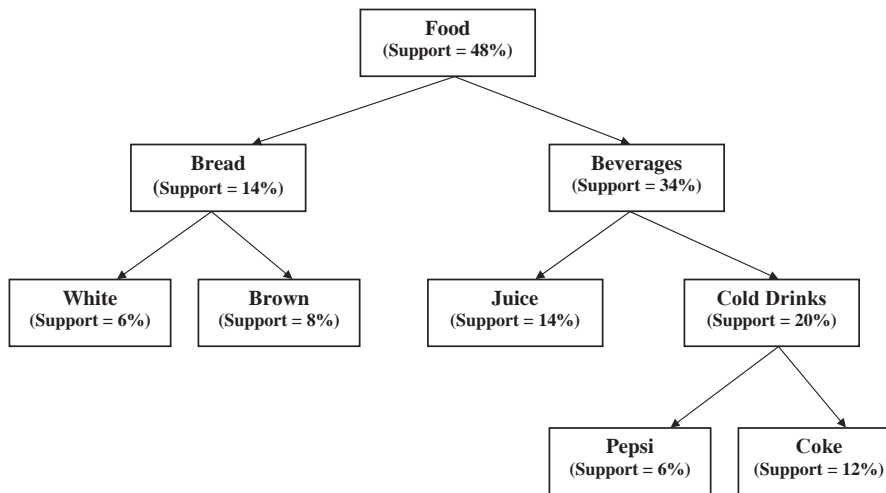 Food
(Support = 48%)
Bread
(Support = 14%)
Beverages
(Support = 34%)
White
(Support = 6%)
Brown
(Support = 8%)
Juice
(Support = 14%)
Cold Drinks
(Support = 20%)
Pepsi
(Support = 6%)
Coke
(Support = 12%)